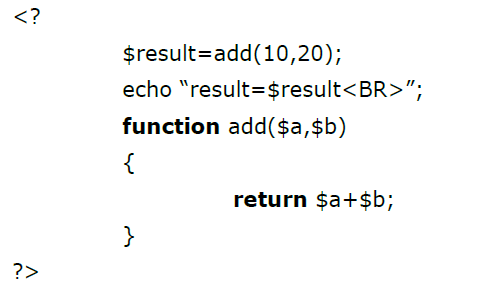 <?
$result=add(10,20);
echo “result=$result<BR>”;
function add($a,$b)
{
return $a+$b;
}
?>